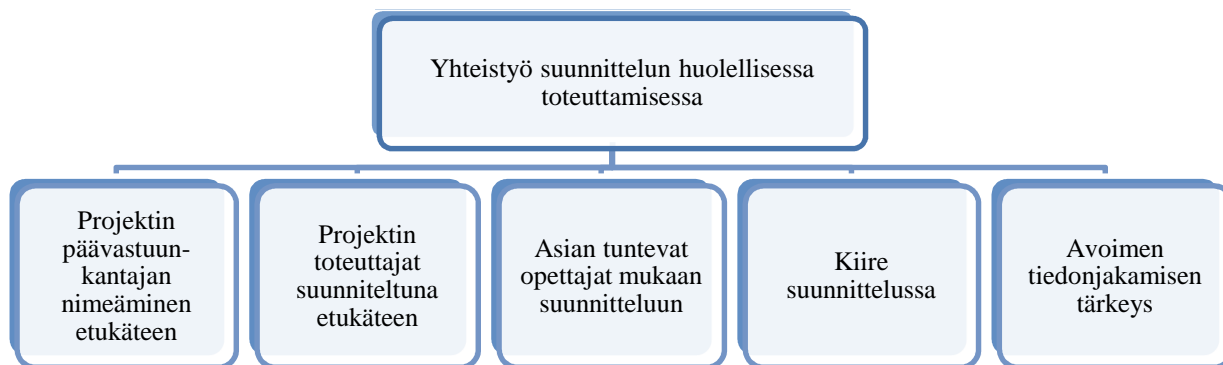 Yhteistyö suunnittelun huolellisessa
toteuttamisessa
Projektin
päävastuun-
kantajan
nimeäminen
etukäteen
Projektin
toteuttajat
suunniteltuna
etukäteen
Asian tuntevat
opettajat mukaan
suunnitteluun
Kiire
suunnittelussa
Avoimen
tiedonjakamisen
tärkeys